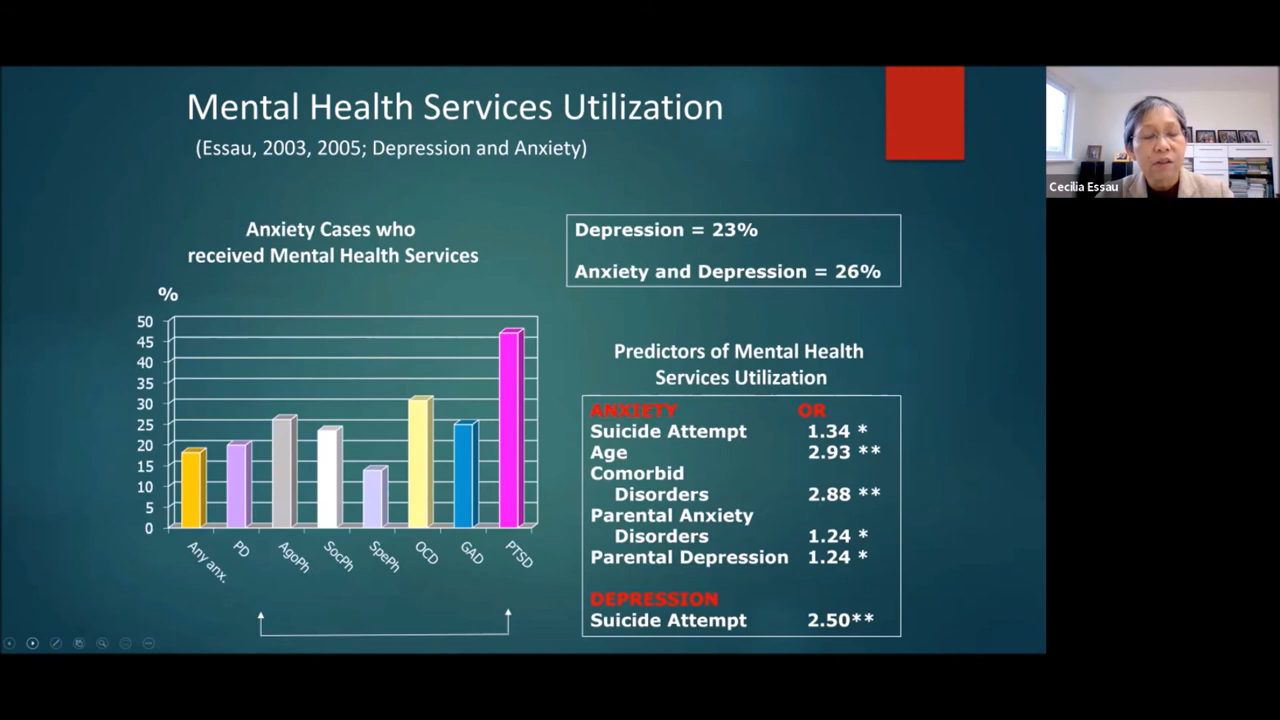 Mental Health Services Utilization
(Essau, 2003, 2005; Depression and Anxiety)
Cecilia Essau
Anxiety Cases who
received Mental Health Services
%
50
45
40
35
30
25
20
15
10
5
0
Any anx.
PD
AgoPh
SocPh
SpePh
OCD
GAD
PTSD
Depression = 23%
Anxiety and Depression = 26%
Predictors of Mental Health
Services Utilization
ANXIETY OR
Suicide Attempt 1.34 *
Age 2.93 **
Comorbid
Disorders 2.88 **
Parental Anxiety
Disorders 1.24 *
Parental Depression 1.24 *
DEPRESSION
Suicide Attempt 2.50**